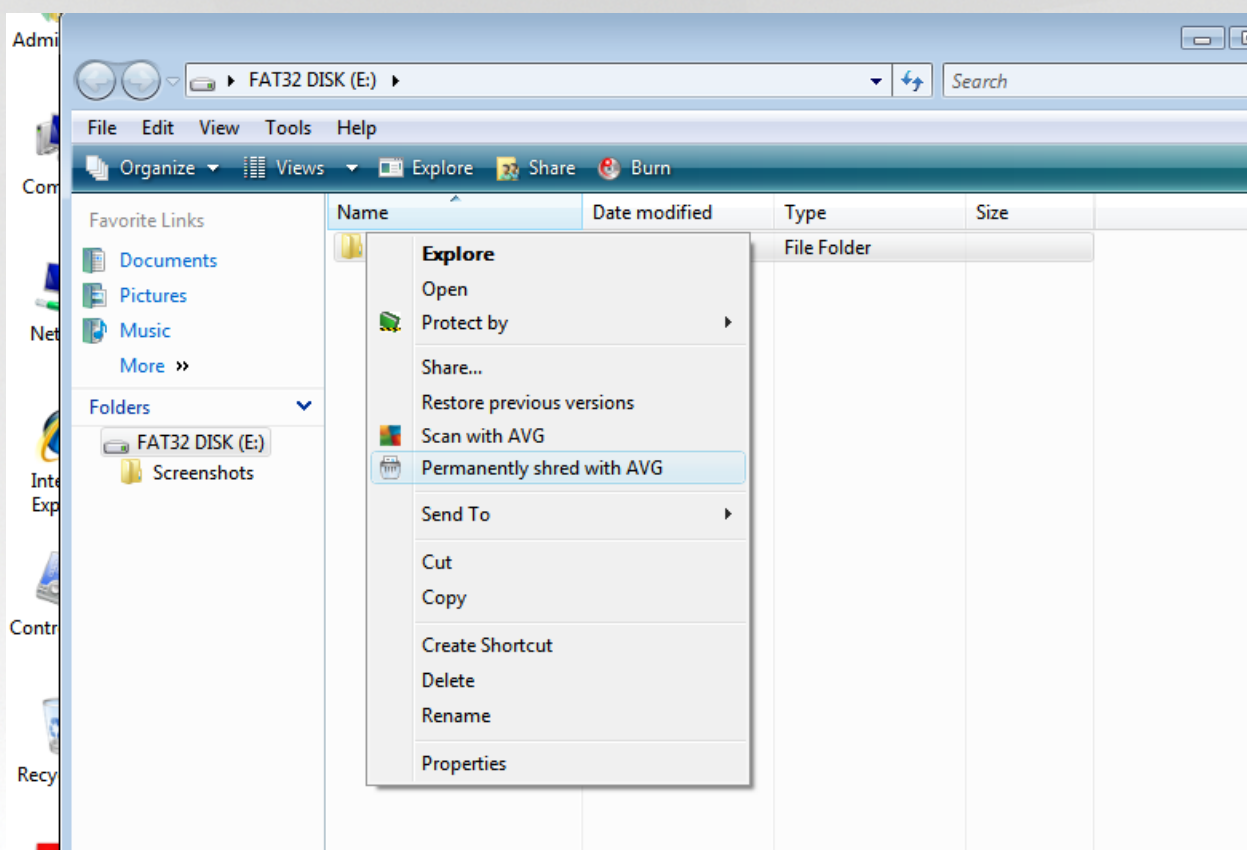 Admi
FAT32 DISK (E:)
Search
File Edit View Tools Help
Organize Views Explore Share Burn
Com
Favorite Links
Name Date modified Type Size
File Folder
Documents
Pictures
Music
More »
Net
Folders
FAT32 DISK (E:)
Screenshots
Inte
Exp
Contr
Recy
Explore
Open
Protect by
Share...
Restore previous versions
Scan with AVG
Permanently shred with AVG
Send To
Cut
Copy
Create Shortcut
Delete
Rename
Properties